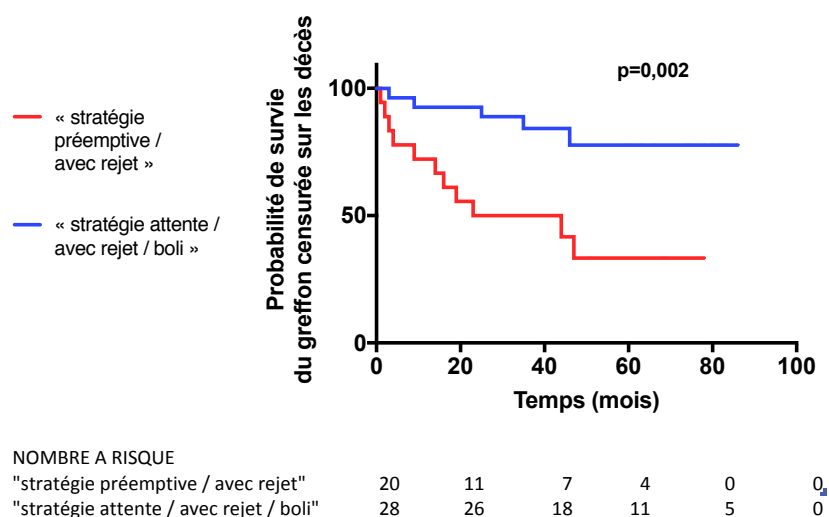 p=0,002
« stratégie
préemptive /
avec rejet »
« stratégie attente /
avec rejet / boli »
Probabilité de survie
du greffon censurée sur les décès
100
50
0
0 20 40 60 80 100
Temps (mois)
NOMBRE A RISQUE
"stratégie préemptive / avec rejet" 20 11 7 4 0 0
"stratégie attente / avec rejet / boli" 28 26 18 11 5 0